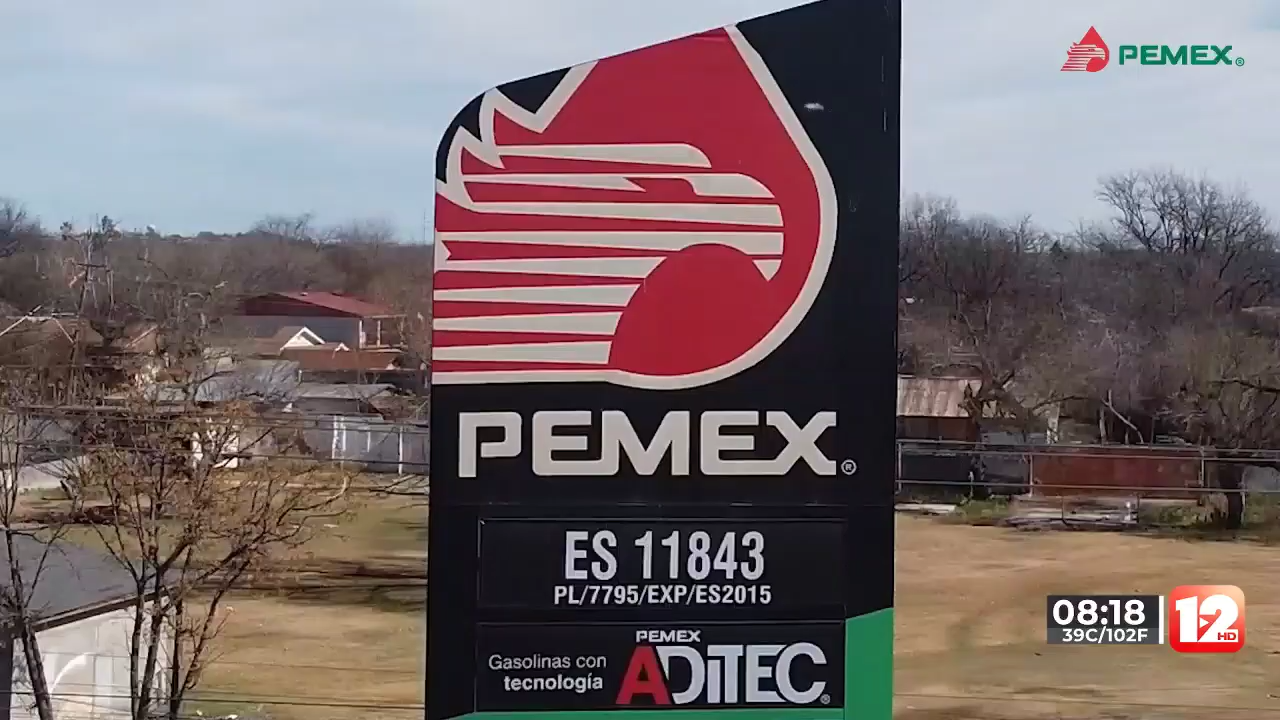 PEMEX®
PEMEX®
ES 11843
PL/7795/EXP/ES2015
PEMEX
Gasolinas con
tecnología
ADITEC®
08:18
39C/102F
12
HD